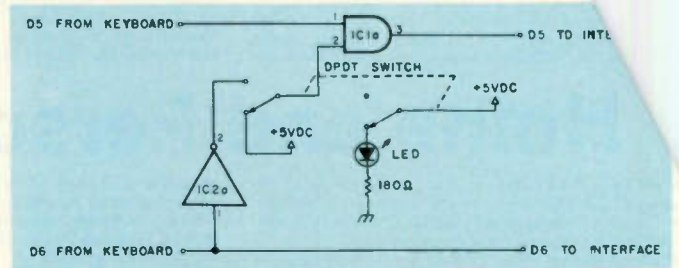 D5 FROM KEYBOARD
1
2
IC1a
3
D5 TO
DPDT SWITCH
+5VDC
+5VDC
2
LED
IC2a
180Ω
1
D6 FROM KEYBOARD
D6 TO INTERFACE